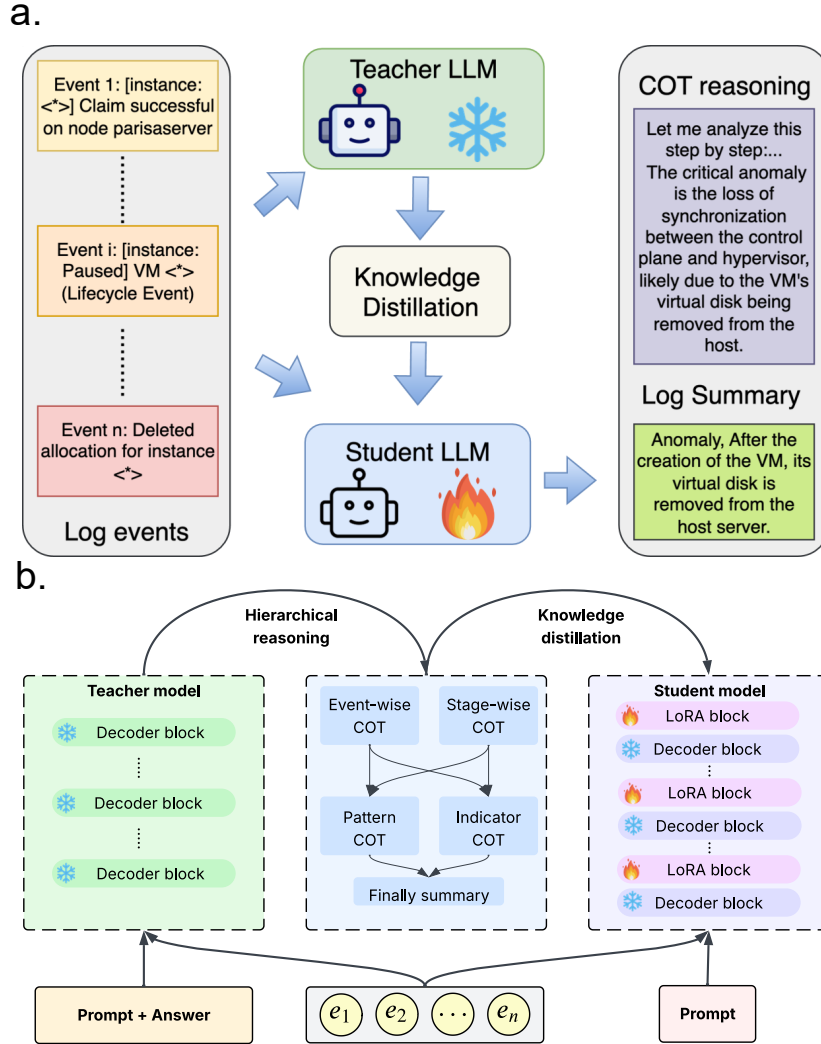 a.
Event 1: [instance:
<*>] Claim successful
on node parisaserver
Event i: [instance:
Paused] VM <*>
(Lifecycle Event)
Event n: Deleted
allocation for instance
<*>
Log events
Teacher LLM
Knowledge
Distillation
Student LLM
COT reasoning
Let me analyze this
step by step:...
The critical anomaly
is the loss of
synchronization
between the control
plane and hypervisor,
likely due to the VM's
virtual disk being
removed from the
host.
Log Summary
Anomaly, After the
creation of the VM, its
virtual disk is
removed from the
host server.
b.
Hierarchical
reasoning
Knowledge
distillation
Teacher model
Decoder block
Decoder block
Decoder block
Event-wise
COT
Stage-wise
COT
Pattern
COT
Indicator
COT
Finally summary
Student model
LoRA block
Decoder block
LoRA block
Decoder block
LoRA block
Decoder block
Prompt + Answer
e1 e2 ... en
Prompt